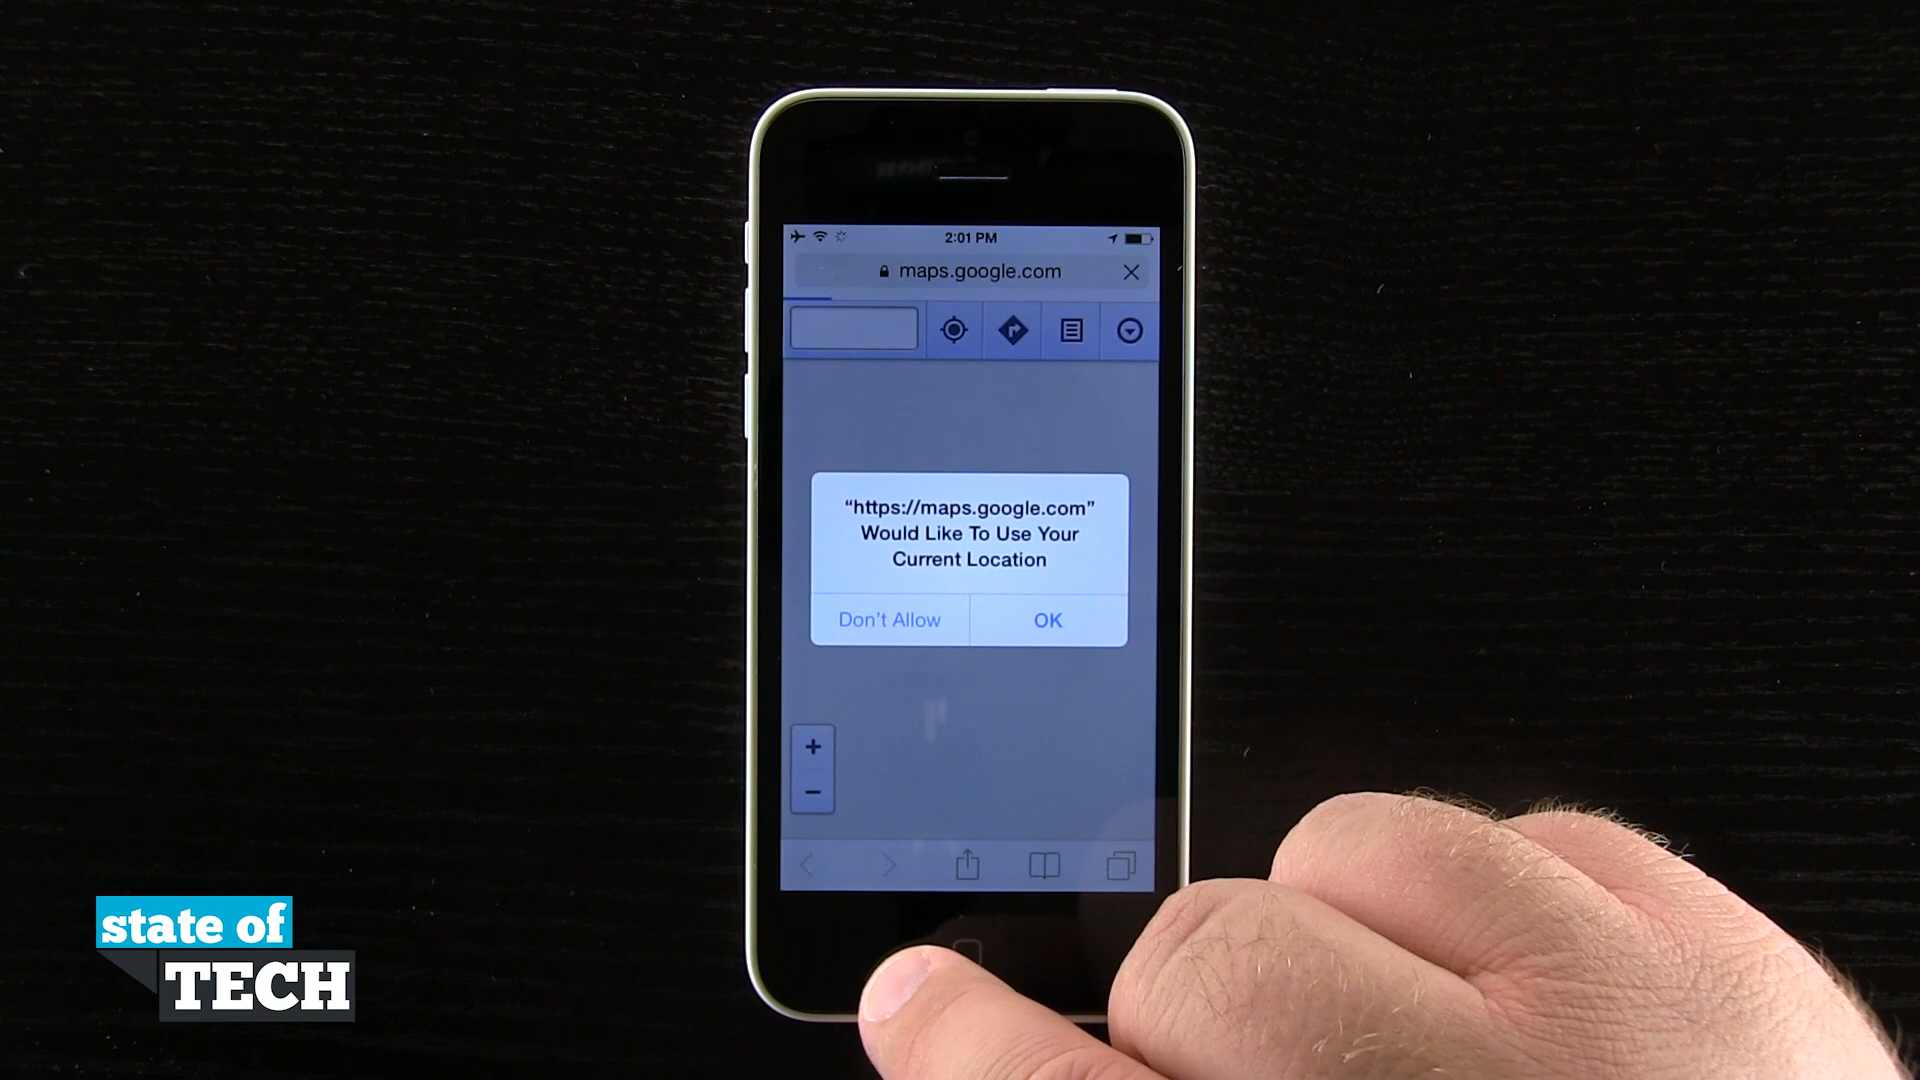 2:01 PM
maps.google.com
“https://maps.google.com”
Would Like To Use Your
Current Location
Don't Allow
OK
+
−
state of
TECH